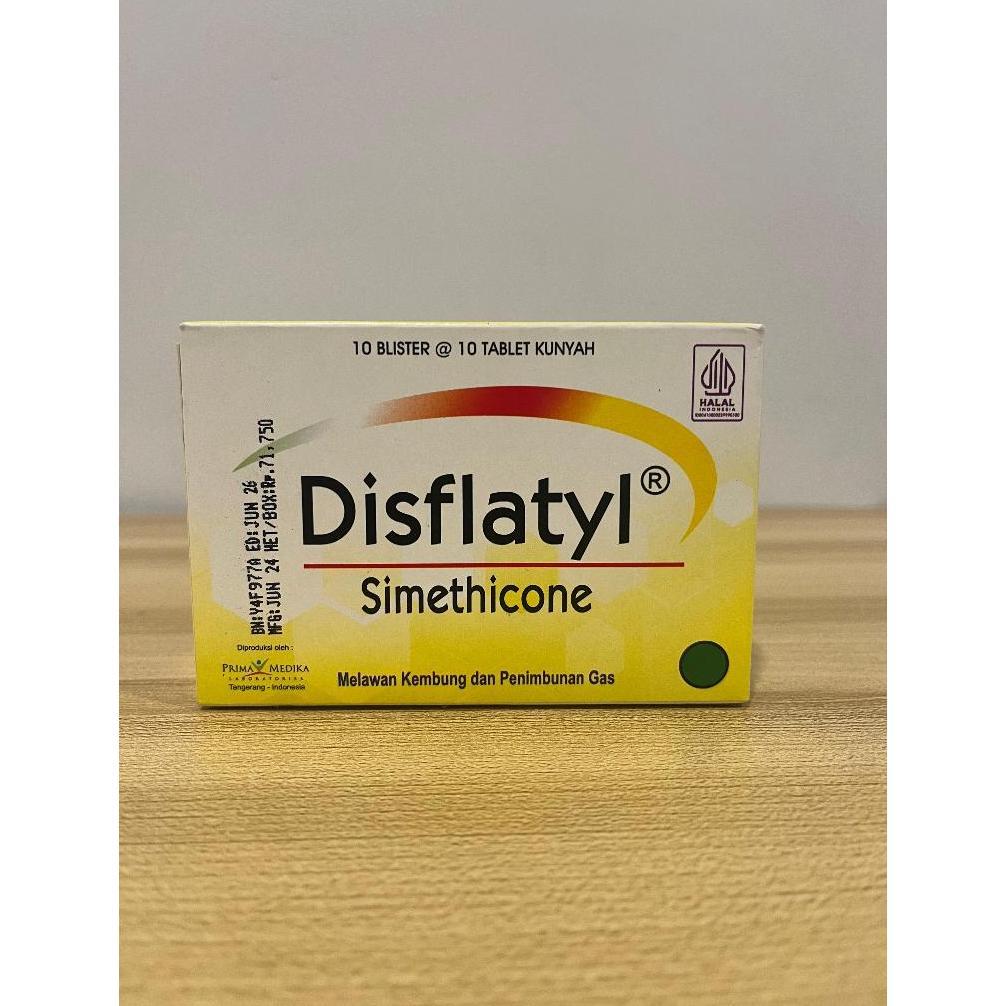 10 BLISTER @ 10 TABLET KUNYAH
HALAL
INDONESIA
BN:Y4F977A ED:JUN 26
MFG:JUN 24 HET/BOX:Rp.71,750
Disflatyl®
Simethicone
Diproduksi oleh :
PRIMA MEDIKA
LABORATORIES
Tangerang - Indonesia
Melawan Kembung dan Penimbunan Gas